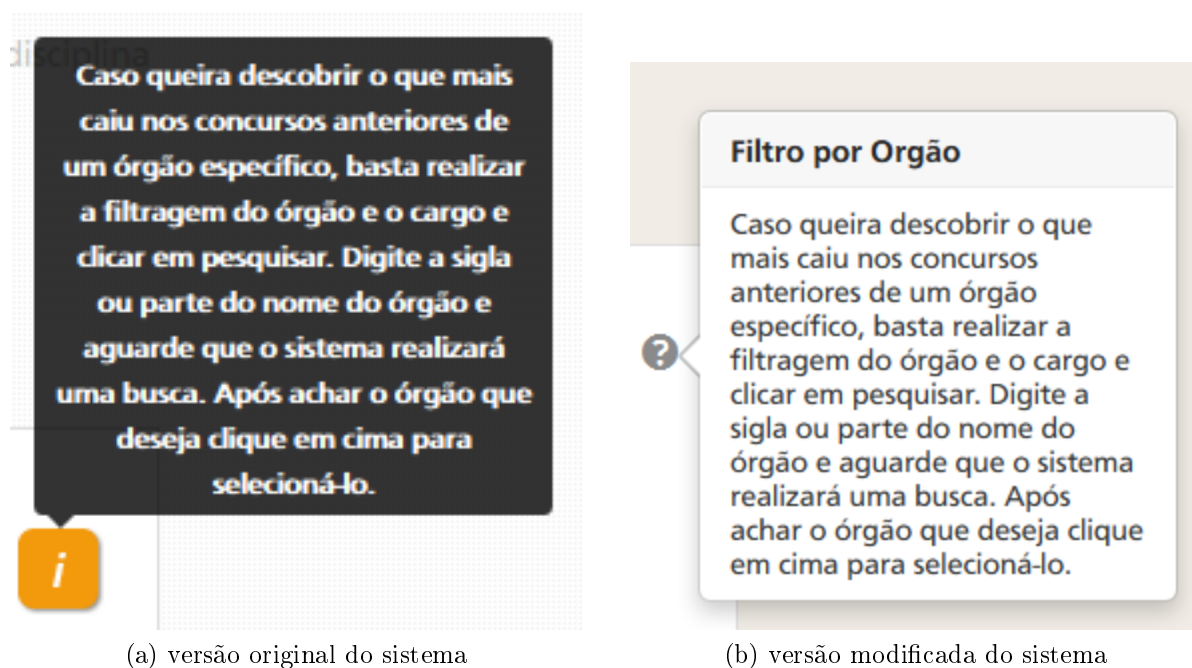 disciplina
Caso queira descobrir o que mais
caiu nos concursos anteriores de
um órgão específico, basta realizar
a filtragem do órgão e o cargo e
clicar em pesquisar. Digite a sigla
ou parte do nome do órgão e
aguarde que o sistema realizará
uma busca. Após achar o órgão que
deseja clique em cima para
selecioná-lo.
i
(a) versão original do sistema
Filtro por Orgão
Caso queira descobrir o que
mais caiu nos concursos
anteriores de um órgão
específico, basta realizar a
filtragem do órgão e o cargo e
clicar em pesquisar. Digite a
sigla ou parte do nome do
órgão e aguarde que o sistema
realizará uma busca. Após
achar o órgão que deseja clique
em cima para selecioná-lo.
?
(b) versão modificada do sistema